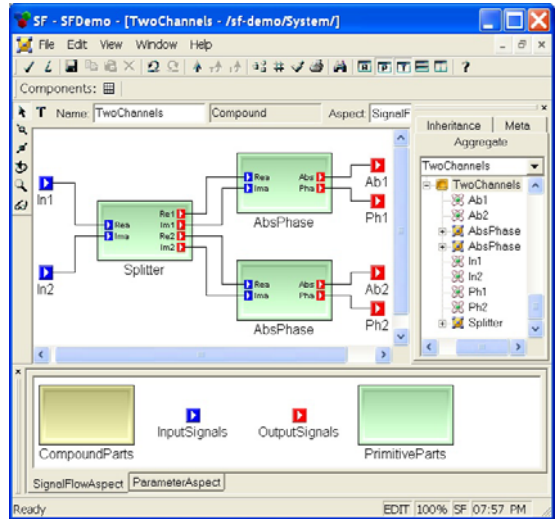 SF - SFDemo - [TwoChannels - /sf-demo/System/]
File Edit View Window Help
Components:
T Name: TwoChannels Compound Aspect: SignalF
Inheritance Meta
Aggregate
TwoChannels
TwoChannels
Ab1
Ab2
AbsPhase
AbsPhase
In1
In2
Ph1
Ph2
Splitter
In1
In2
Rea
Ima
Re1
Im1
Re2
Im2
Splitter
Rea Abs
Ima Pha
AbsPhase
Ab1
Ph1
Rea Abs
Ima Pha
AbsPhase
Ab2
Ph2
CompoundParts
InputSignals
OutputSignals
PrimitiveParts
SignalFlowAspect ParameterAspect
Ready EDIT 100% SF 07:57 PM